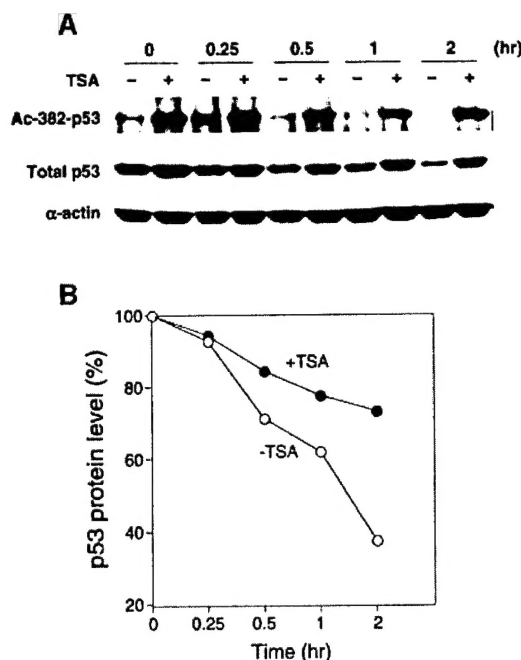 A
0 0.25 0.5 1 2 (hr)
TSA − + − + − + − + − +
Ac-382-p53
Total p53
α-actin
B
100
80
60
40
20
p53 protein level (%)
+TSA
-TSA
0 0.25 0.5 1 2
Time (hr)